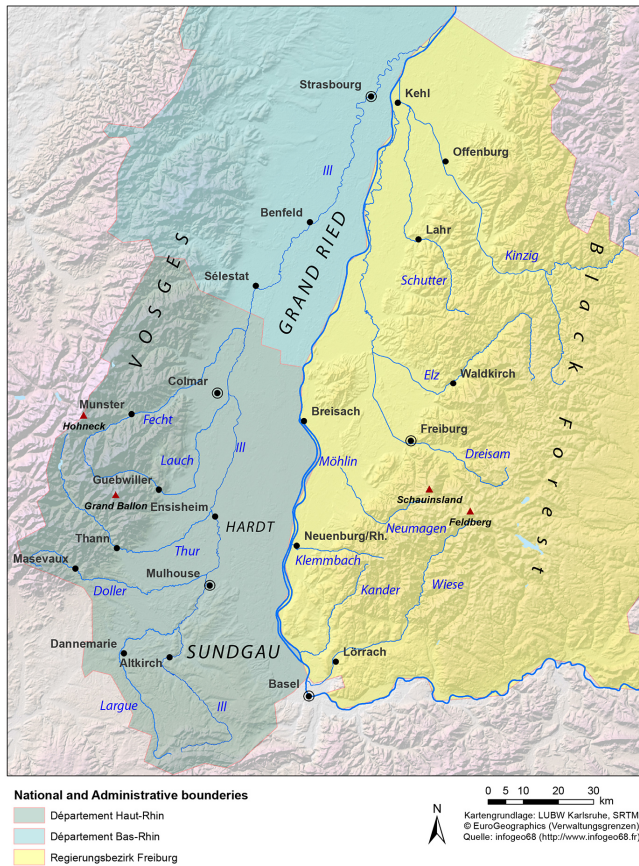 Strasbourg
Kehl
Offenburg
Ill
Benfeld
Lahr
Kinzig
Schutter
GRAND RIED
VOSGES
Black Forest
Sélestat
Colmar
Elz
Waldkirch
Munster
Hohneck
Fecht
Breisach
Freiburg
Ill
Lauch
Möhlin
Dreisam
Guebwiller
Grand Ballon
Ensisheim
Schauinsland
Feldberg
HARDT
Neumagen
Thann
Thur
Neuenburg/Rh.
Masevaux
Klemmbach
Mulhouse
Doller
Kander
Wiese
Dannemarie
SUNDGAU
Altkirch
Lörrach
Basel
Largue
Ill
National and Administrative bounderies
Département Haut-Rhin
Département Bas-Rhin
Regierungsbezirk Freiburg
N
0 5 10 20 30
km
Kartengrundlage: LUBW Karlsruhe, SRTM
© EuroGeographics (Verwaltungsgrenzen)
Quelle: infogeo68 (http://www.infogeo68.fr)